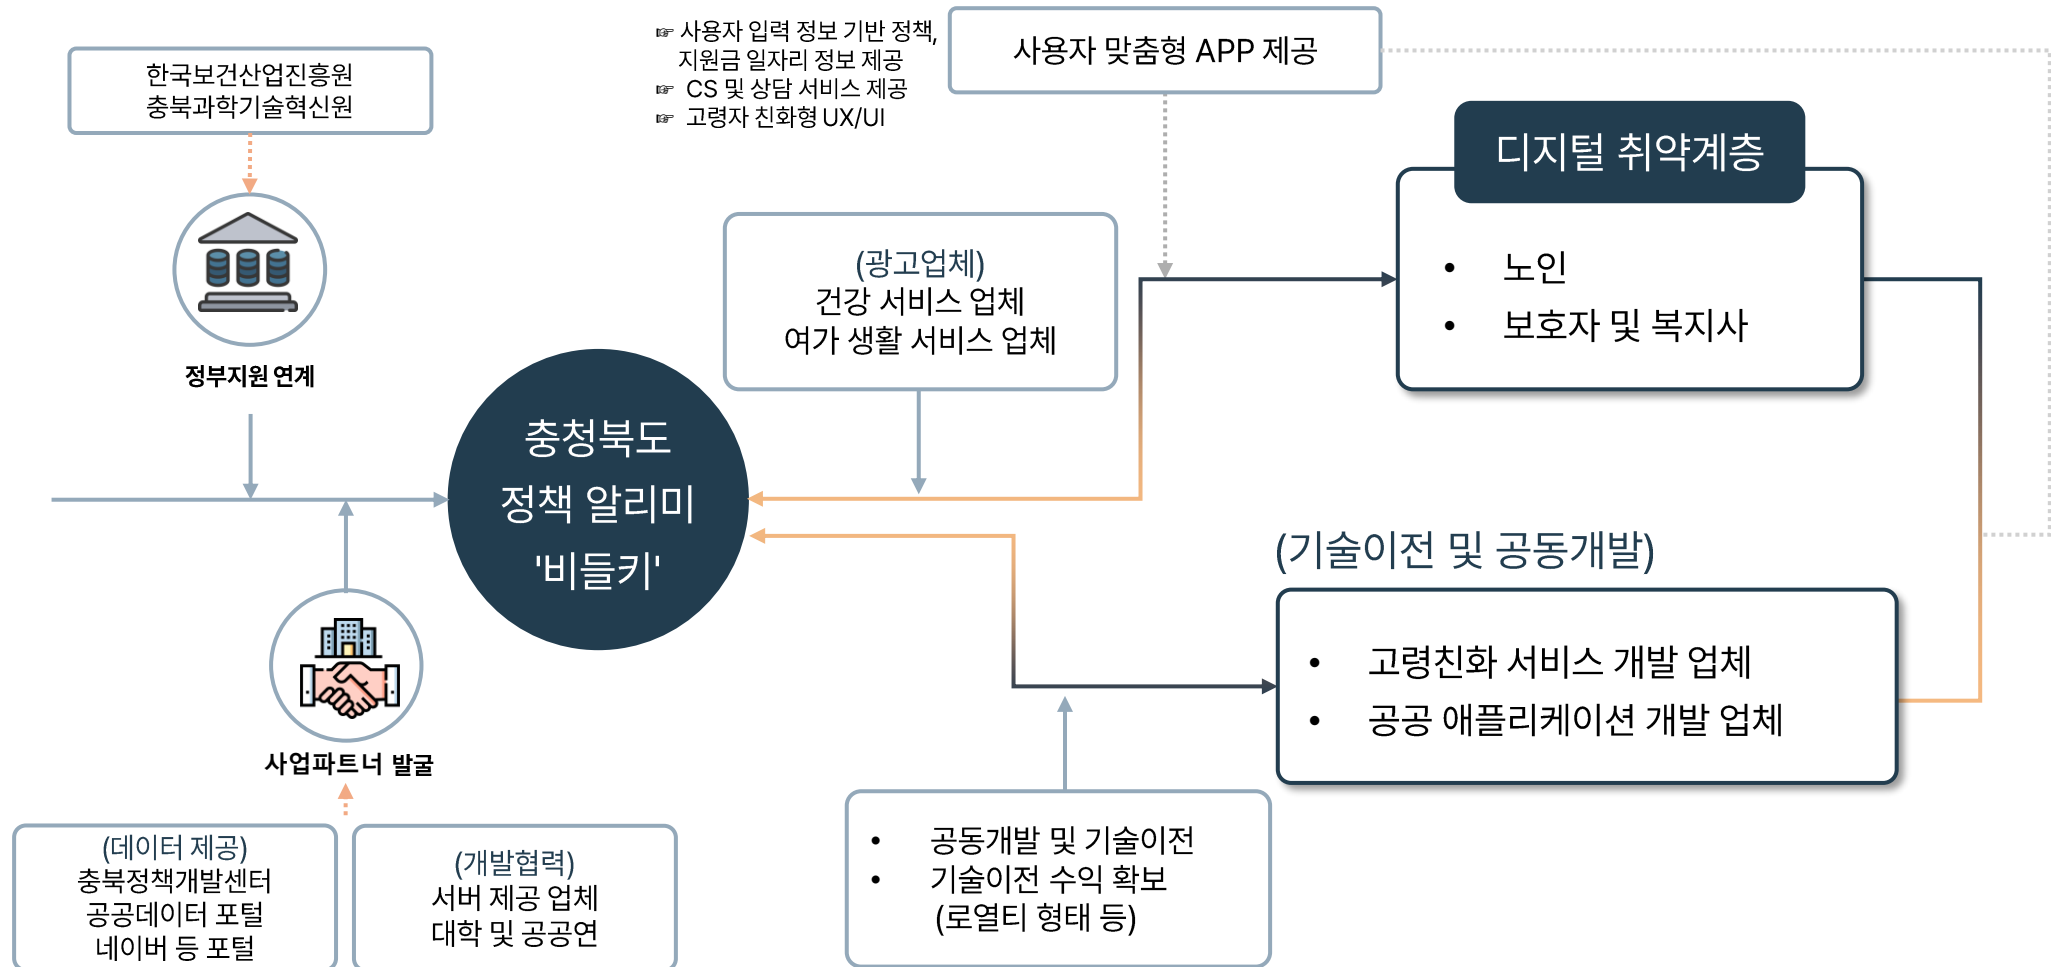 한국보건산업진흥원
충북과학기술혁신원
정부지원 연계
☞ 사용자 입력 정보 기반 정책,
지원금 일자리 정보 제공
☞ CS 및 상담 서비스 제공
☞ 고령자 친화형 UX/UI
사용자 맞춤형 APP 제공
디지털 취약계층
• 노인
• 보호자 및 복지사
(광고업체)
건강 서비스 업체
여가 생활 서비스 업체
충청북도
정책 알리미
'비들키'
(기술이전 및 공동개발)
• 고령친화 서비스 개발 업체
• 공공 애플리케이션 개발 업체
사업파트너 발굴
(데이터 제공)
충북정책개발센터
공공데이터 포털
네이버 등 포털
(개발협력)
서버 제공 업체
대학 및 공공연
• 공동개발 및 기술이전
• 기술이전 수익 확보
(로열티 형태 등)